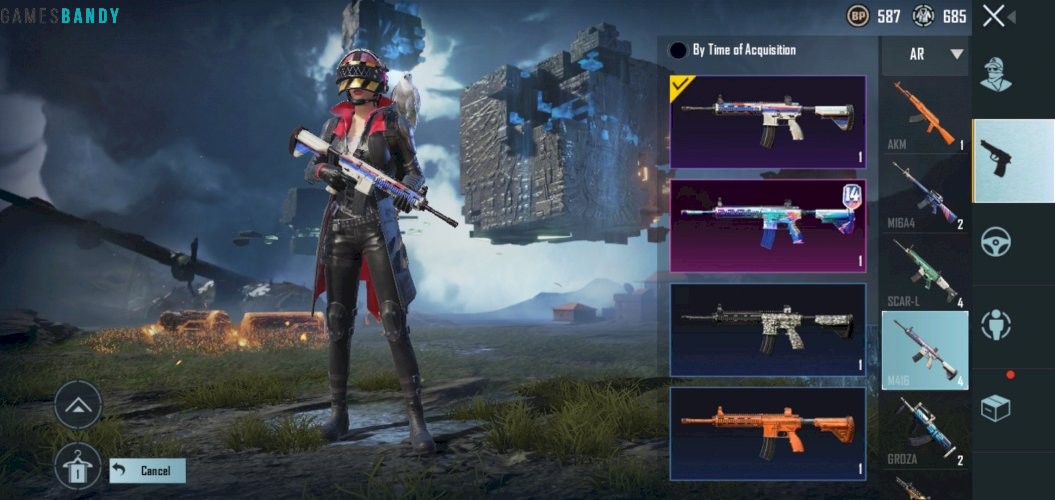 GAMESBANDY
BP 587 685
By Time of Acquisition
AR
1
AKM 1
14
1
M16A4 2
SCAR-L 4
1
M416 4
1
GROZA 2
1
Cancel